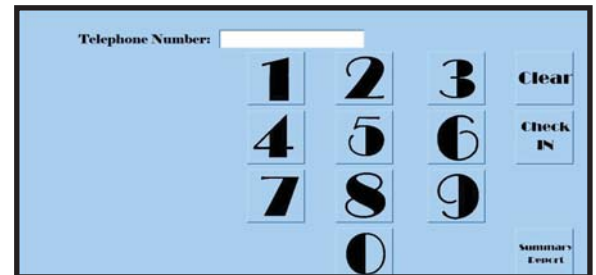 Telephone Number:
1 2 3 Clear
4 5 6 Check
IN
7 8 9
0 Summary
Report